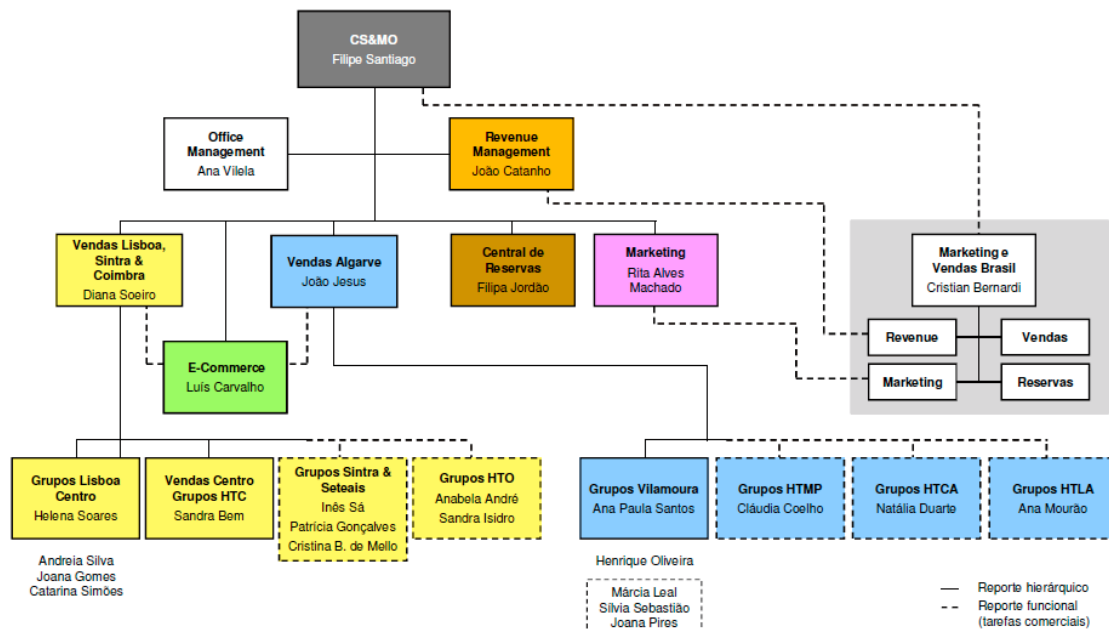 CS&MO
Filipe Santiago
Office
Management
Ana Vilela
Revenue
Management
João Catanho
Vendas Lisboa,
Sintra &
Coimbra
Diana Soeiro
Vendas Algarve
João Jesus
Central de
Reservas
Filipa Jordão
Marketing
Rita Alves
Machado
Marketing e
Vendas Brasil
Cristian Bernardi
Revenue
Vendas
Marketing
Reservas
E-Commerce
Luís Carvalho
Grupos Lisboa
Centro
Helena Soares
Vendas Centro
Grupos HTC
Sandra Bem
Grupos Sintra &
Seteais
Inês Sá
Patrícia Gonçalves
Cristina B. de Mello
Grupos HTO
Anabela André
Sandra Isidro
Grupos Vilamoura
Ana Paula Santos
Grupos HTMP
Cláudia Coelho
Grupos HTCA
Natália Duarte
Grupos HTLA
Ana Mourão
Andreia Silva
Joana Gomes
Catarina Simões
Henrique Oliveira
Márcia Leal
Sílvia Sebastião
Joana Pires
Reporte hierárquico
Reporte funcional
(tarefas comerciais)